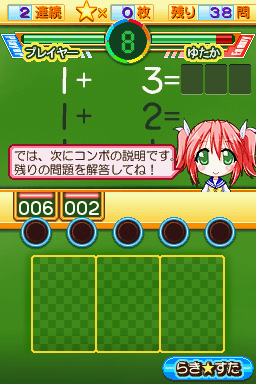 2連続 ★× 0枚 残り 38問
プレイヤー 8 ゆたか
1+ 3=
1+ 2=
では、次にコンボの説明です。
残りの問題を解答してね!
006 002
らき☆すた